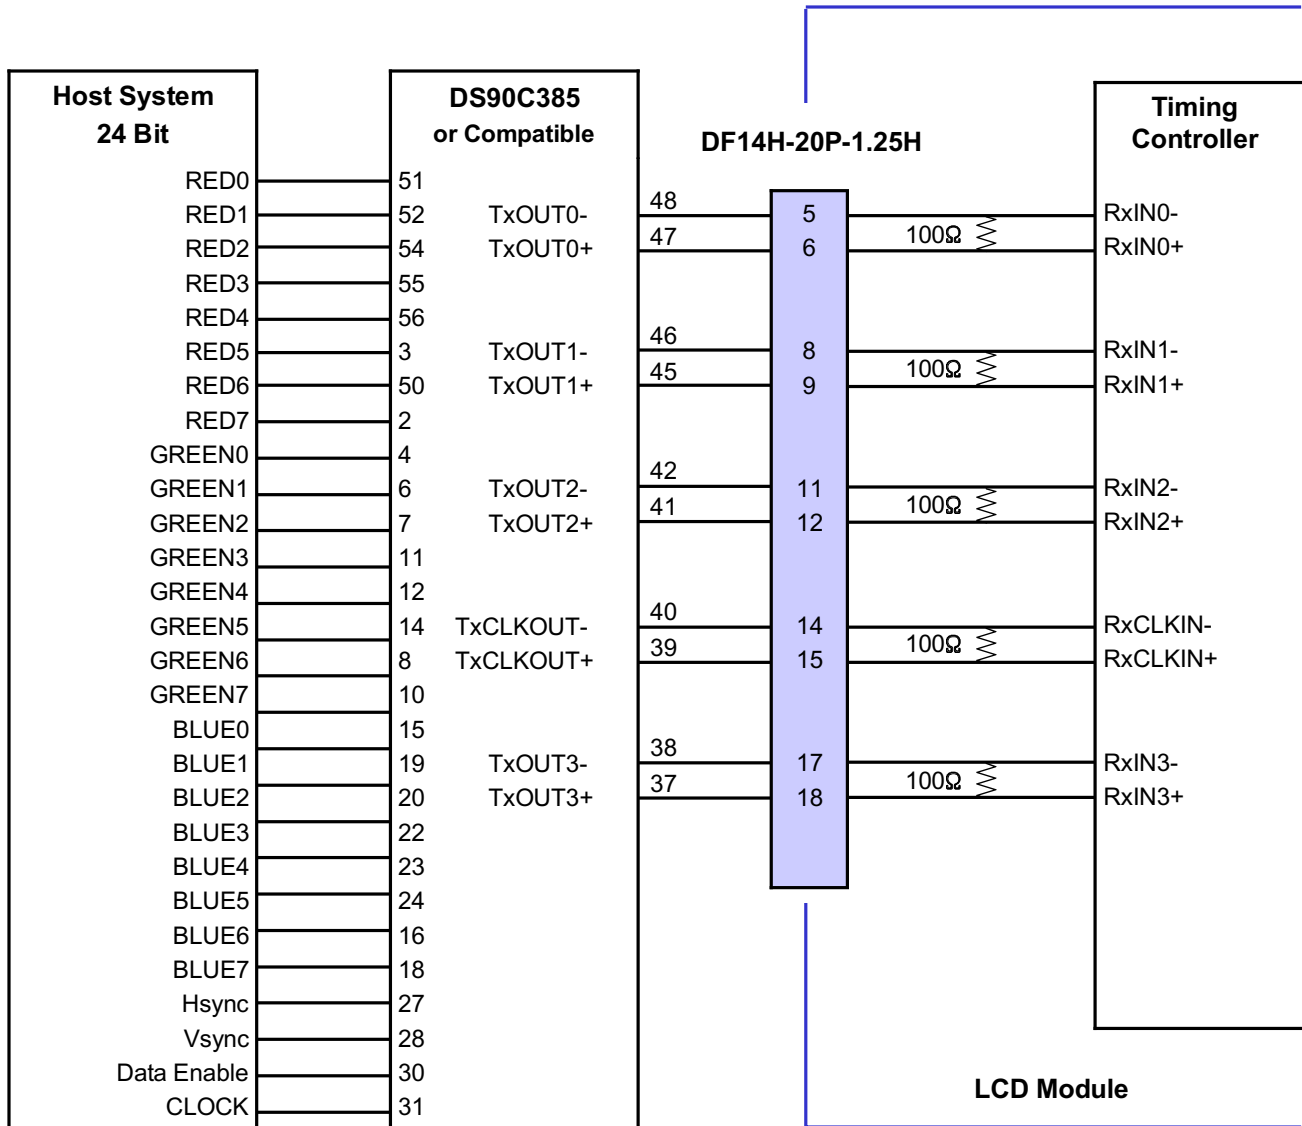 Host System
24 Bit
RED0
RED1
RED2
RED3
RED4
RED5
RED6
RED7
GREEN0
GREEN1
GREEN2
GREEN3
GREEN4
GREEN5
GREEN6
GREEN7
BLUE0
BLUE1
BLUE2
BLUE3
BLUE4
BLUE5
BLUE6
BLUE7
Hsync
Vsync
Data Enable
CLOCK
DS90C385
or Compatible
51
52
54
55
56
3
50
2
4
6
7
11
12
14
8
10
15
19
20
22
23
24
16
18
27
28
30
31
TxOUT0-
TxOUT0+
TxOUT1-
TxOUT1+
TxOUT2-
TxOUT2+
TxCLKOUT-
TxCLKOUT+
TxOUT3-
TxOUT3+
48
47
46
45
42
41
40
39
38
37
DF14H-20P-1.25H
5
6
8
9
11
12
14
15
17
18
100Ω
100Ω
100Ω
100Ω
100Ω
Timing
Controller
RxIN0-
RxIN0+
RxIN1-
RxIN1+
RxIN2-
RxIN2+
RxCLKIN-
RxCLKIN+
RxIN3-
RxIN3+
LCD Module